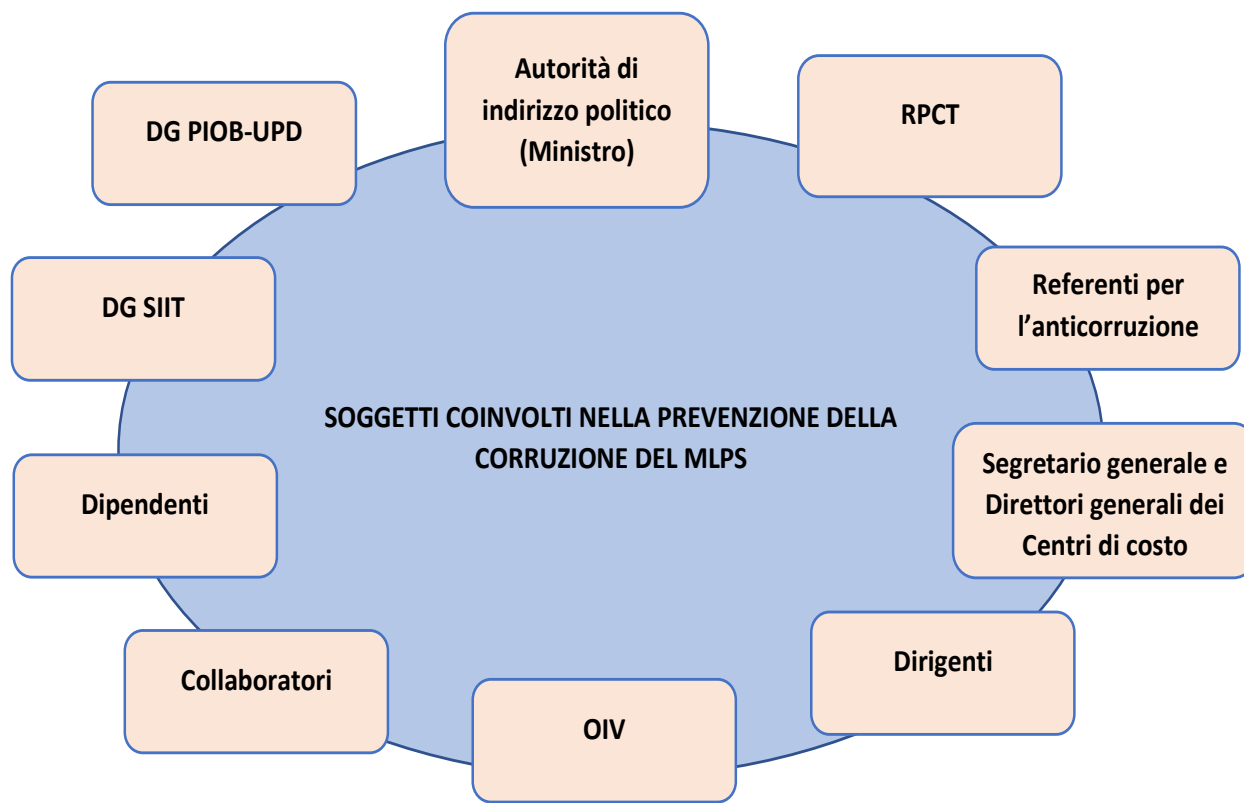 Autorità di
indirizzo politico
(Ministro)
RPCT
Referenti per
l'anticorruzione
Segretario generale e
Direttori generali dei
Centri di costo
Dirigenti
OIV
Collaboratori
Dipendenti
DG SIIT
DG PIOB-UPD
SOGGETTI COINVOLTI NELLA PREVENZIONE DELLA
CORRUZIONE DEL MLPS